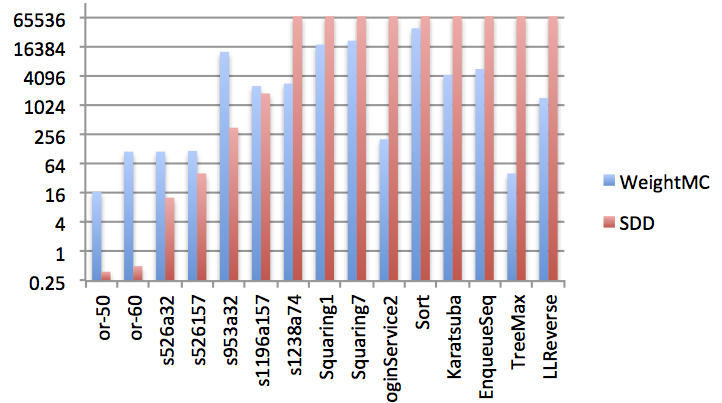 65536
16384
4096
1024
256
64
16
4
1
0.25
or-50
or-60
s526a32
s526157
s953a32
s1196a157
s1238a74
Squaring1
Squaring7
oginService2
Sort
Karatsuba
EnqueueSeq
TreeMax
LLReverse
WeightMC
SDD